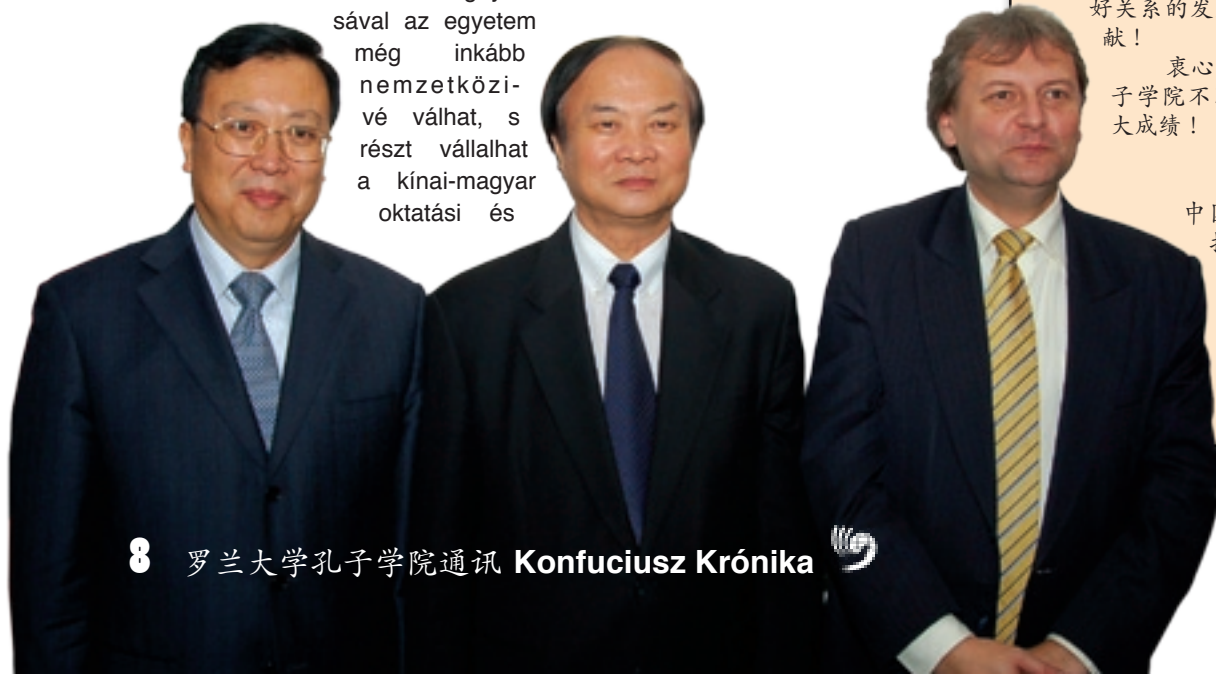 sával az egyetem
még inkább
nemzetközi-
vé válhat, s
részt vállalhat
a kínai-magyar
oktatási és
好关系的发
献！
衷心
子学院不
大成绩！
8 罗兰大学孔子学院通讯 Konfuciusz Krónika